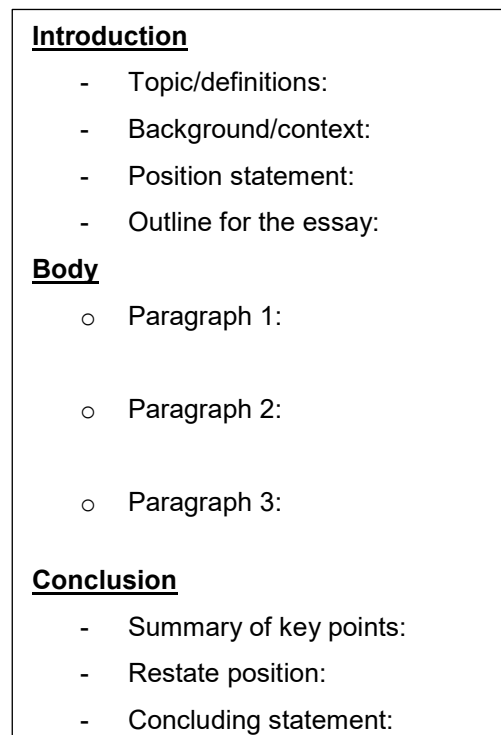 Introduction
- Topic/definitions:
- Background/context:
- Position statement:
- Outline for the essay:
Body
o Paragraph 1:
o Paragraph 2:
o Paragraph 3:
Conclusion
- Summary of key points:
- Restate position:
- Concluding statement: